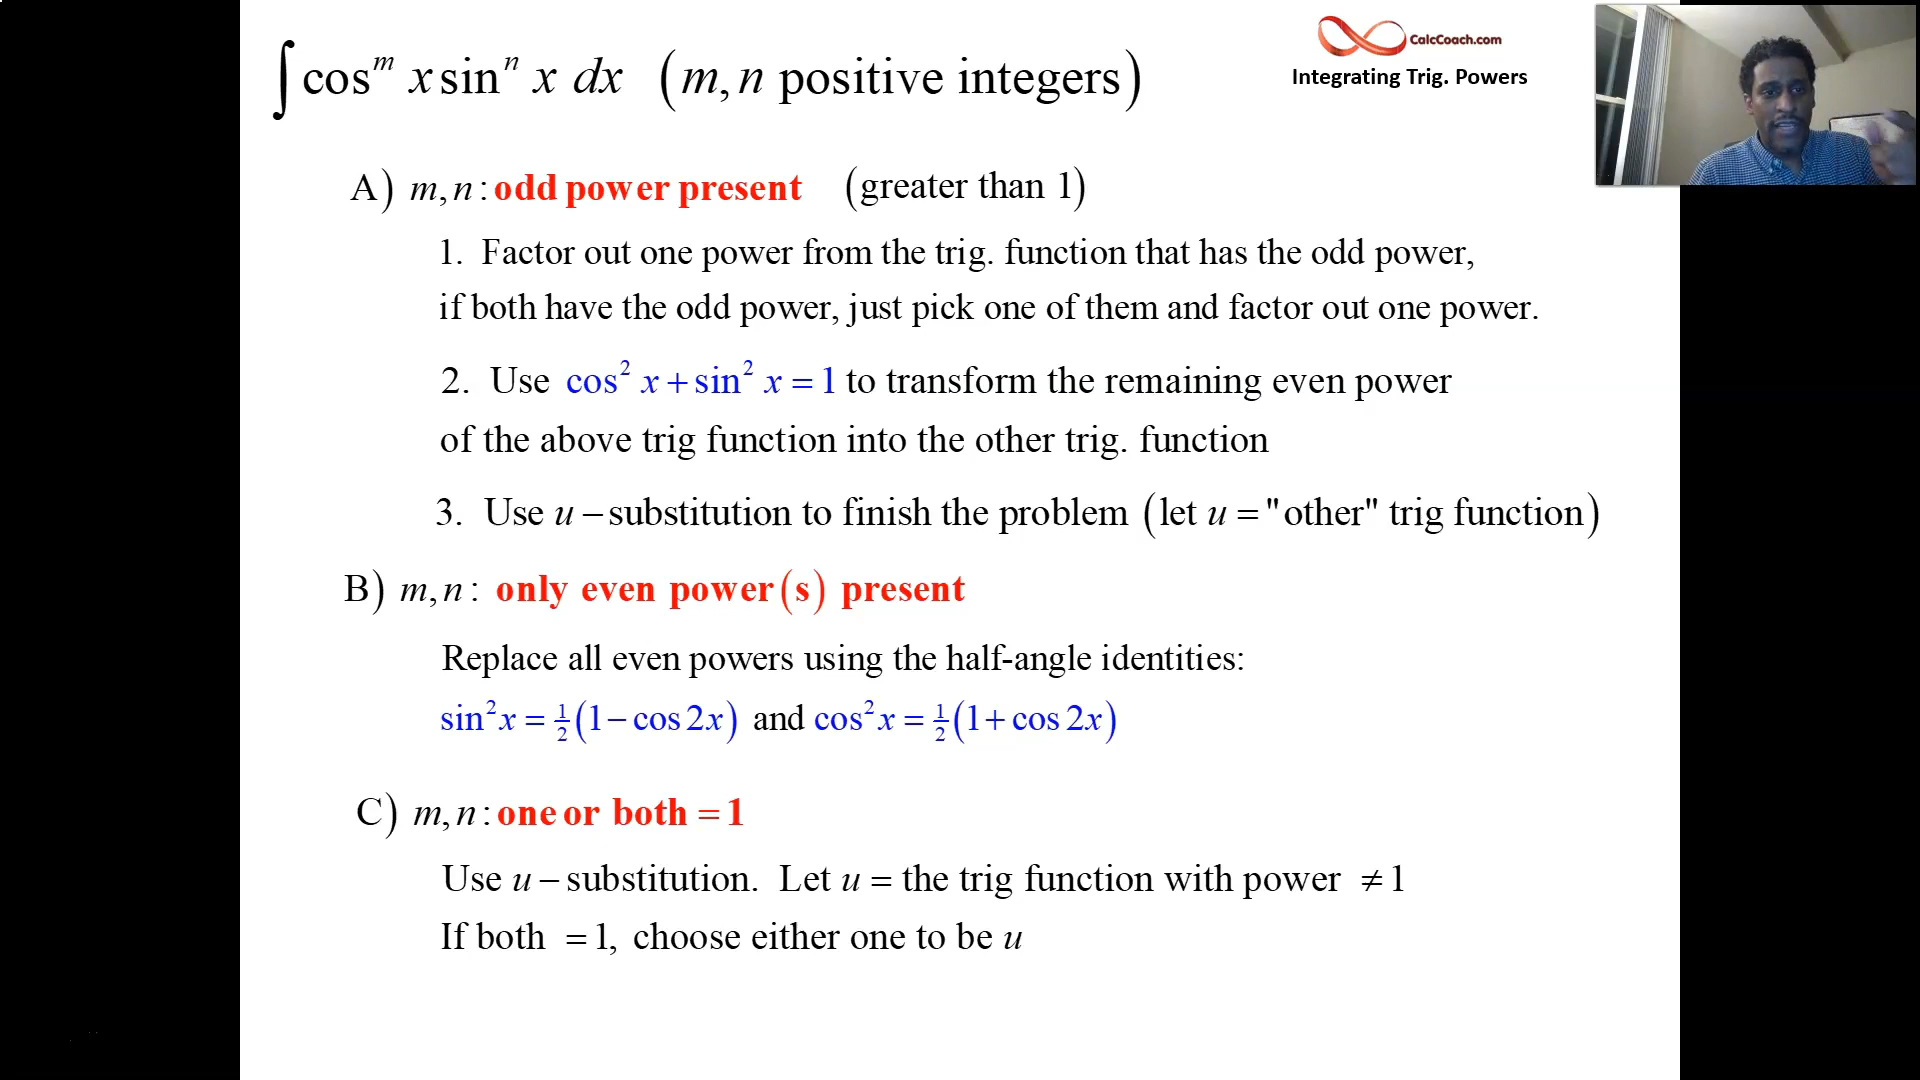 ∫cosᵐ x sinⁿ x dx (m, n positive integers)
CalcCoach.com
Integrating Trig. Powers
A) m, n : odd power present (greater than 1)
1. Factor out one power from the trig. function that has the odd power,
if both have the odd power, just pick one of them and factor out one power.
2. Use cos² x + sin² x = 1 to transform the remaining even power
of the above trig function into the other trig. function
3. Use u – substitution to finish the problem (let u = "other" trig function)
B) m, n : only even power(s) present
Replace all even powers using the half-angle identities:
sin² x = ½(1 − cos 2x) and cos² x = ½(1 + cos 2x)
C) m, n : one or both = 1
Use u – substitution. Let u = the trig function with power ≠ 1
If both = 1, choose either one to be u